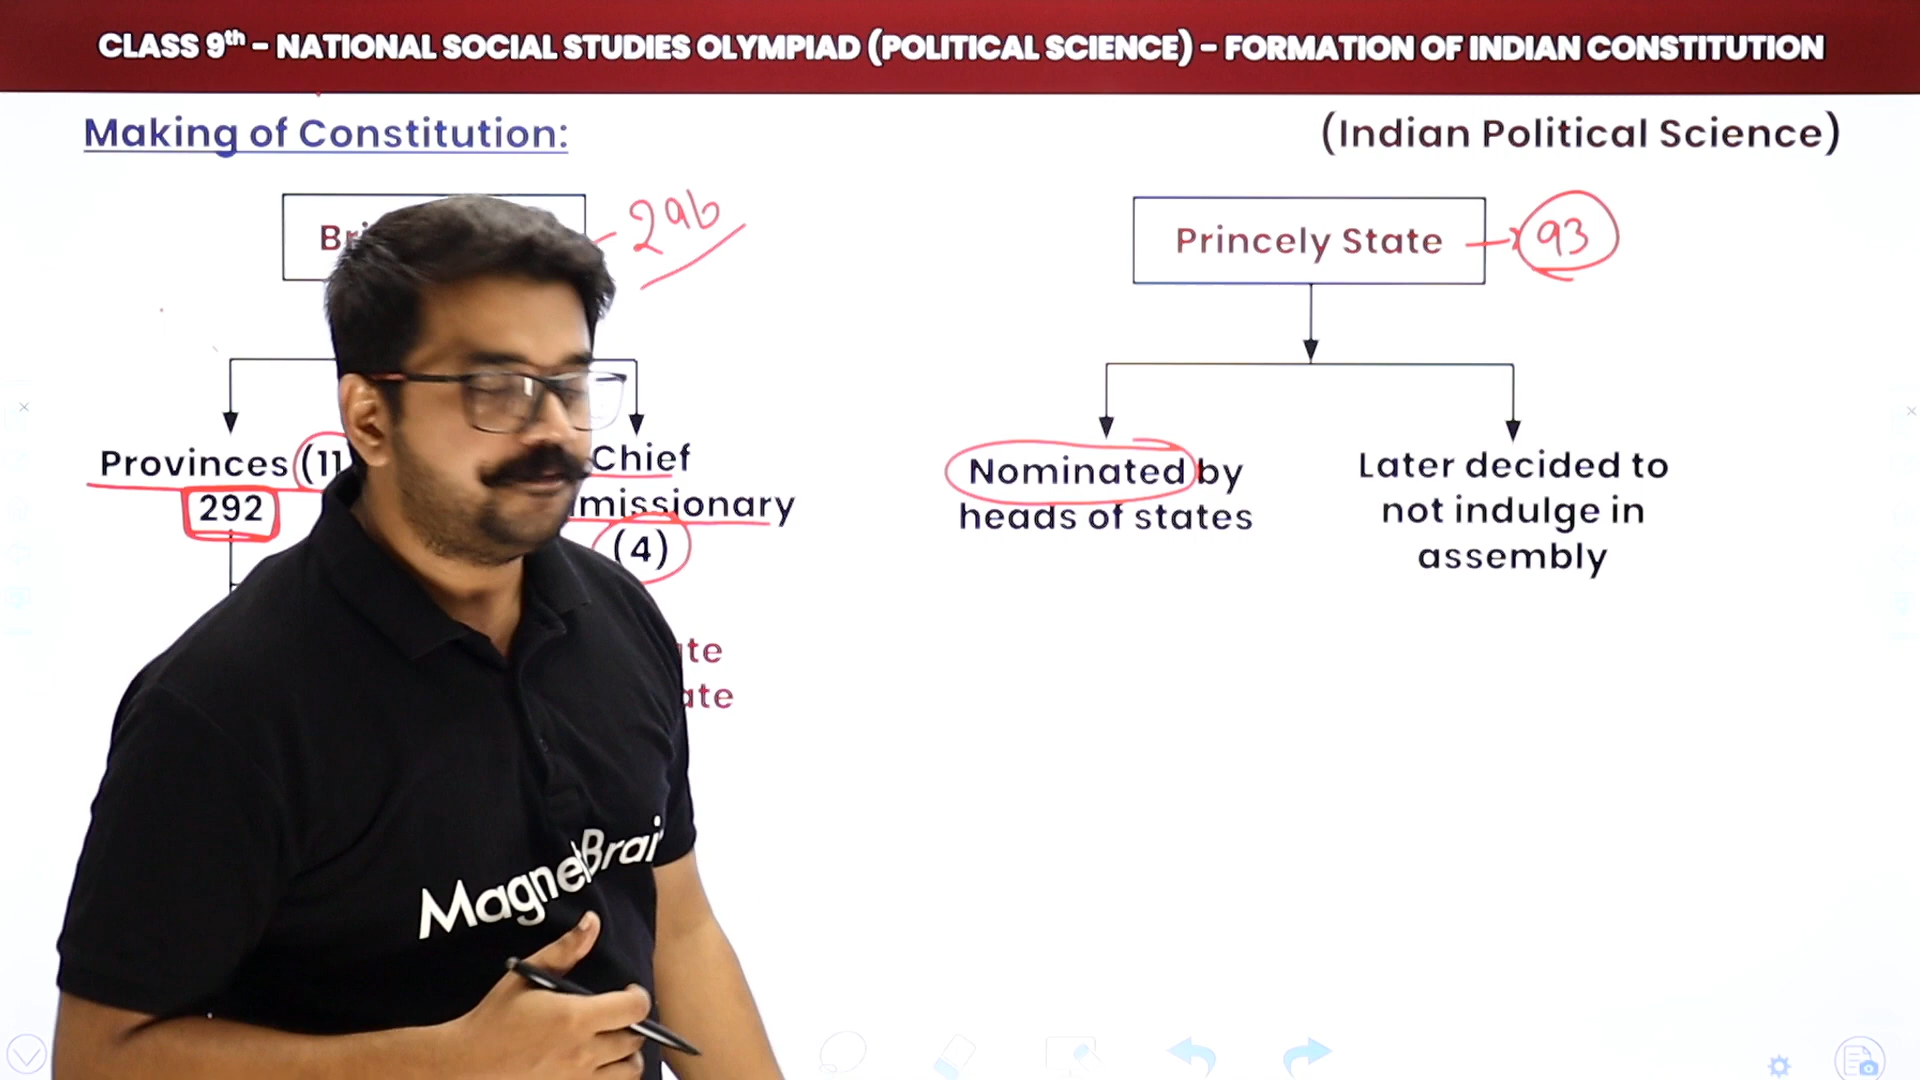 CLASS 9th – NATIONAL SOCIAL STUDIES OLYMPIAD (POLITICAL SCIENCE) – FORMATION OF INDIAN CONSTITUTION
Making of Constitution:
(Indian Political Science)
296
Princely State
93
Provinces (11
292
Chief
missionary
(4)
Nominated by
heads of states
Later decided to
not indulge in
assembly